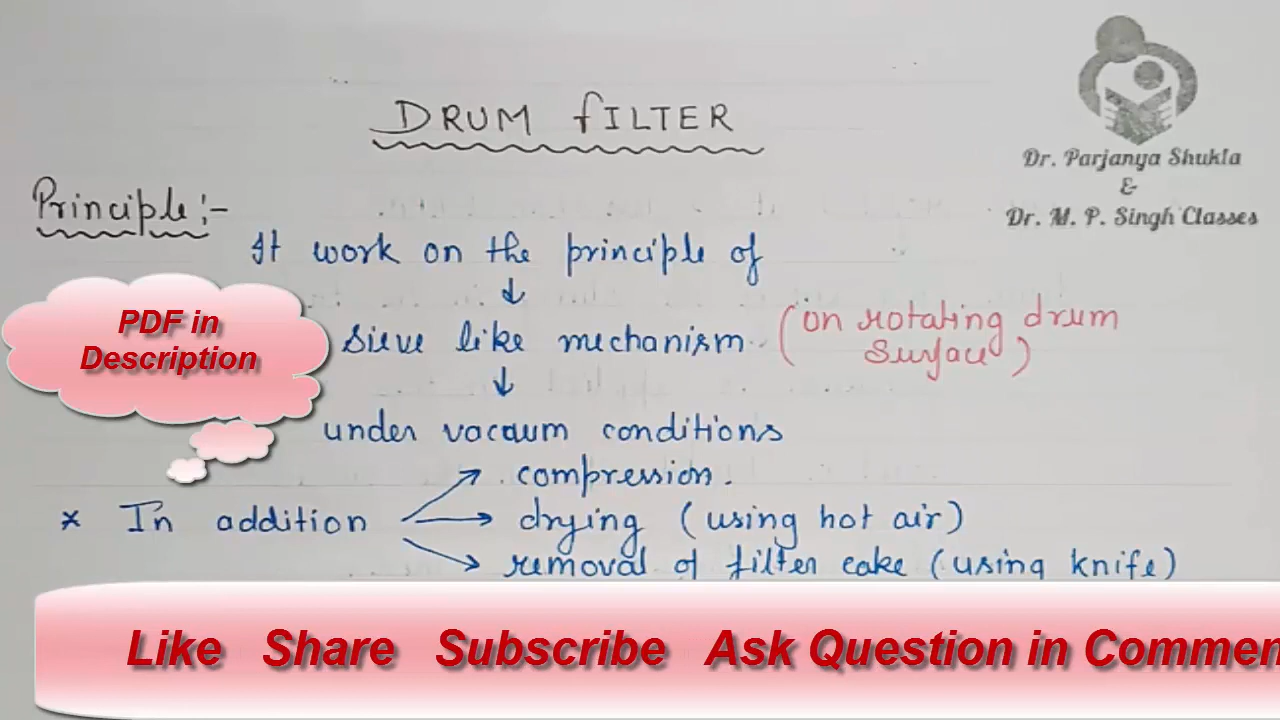 DRUM FILTER
Dr. Parjanya Shukla
&
Dr. M. P. Singh Classes
Principle:-
It work on the principle of
↓
sieve like mechanism (on rotating drum
surface)
↓
under vacuum conditions
PDF in
Description
compression.
* In addition → drying (using hot air)
removal of filter cake (using knife)
Like Share Subscribe Ask Question in Commen